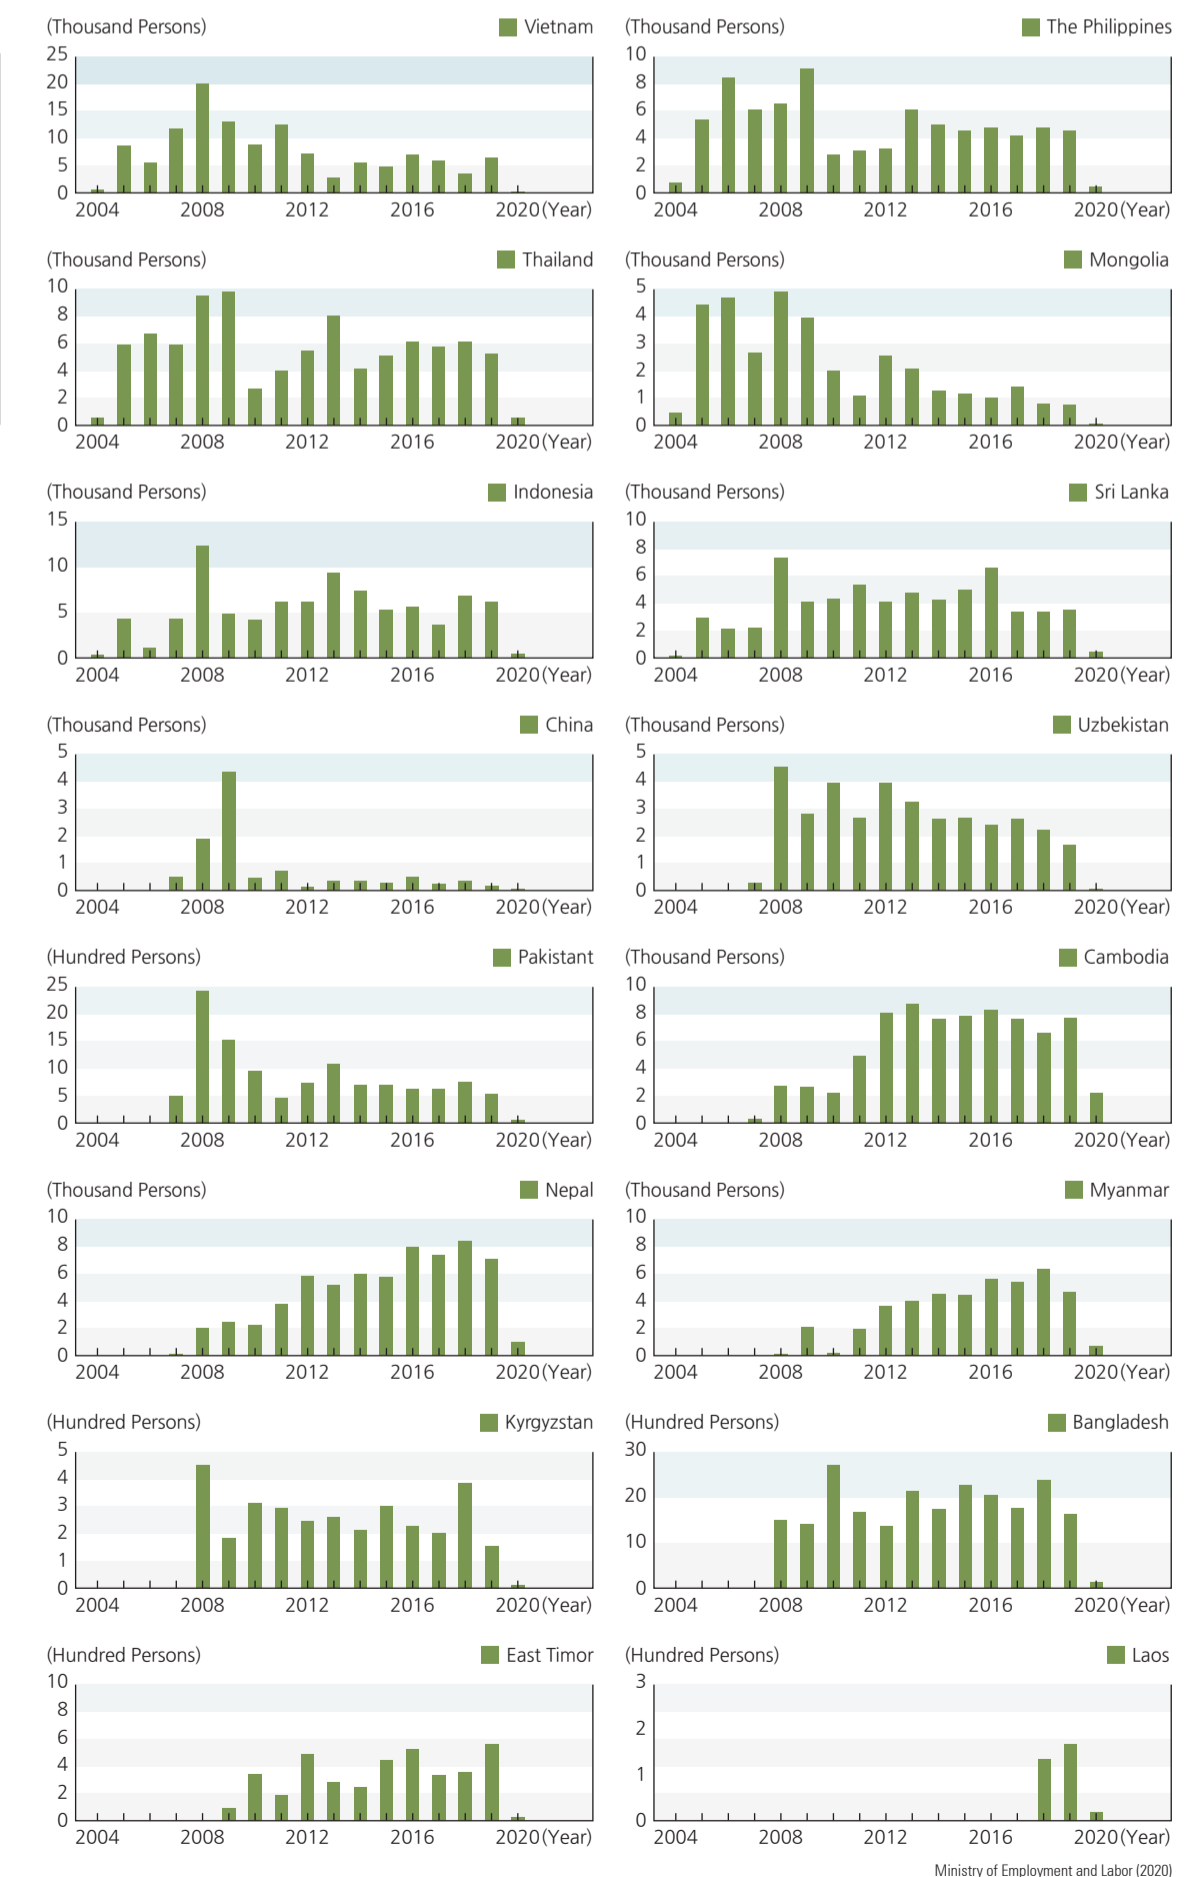 (Thousand Persons) Vietnam
25
20
15
10
5
0
2004 2008 2012 2016 2020(Year)
(Thousand Persons) The Philippines
10
8
6
4
2
0
2004 2008 2012 2016 2020(Year)
(Thousand Persons) Thailand
10
8
6
4
2
0
2004 2008 2012 2016 2020(Year)
(Thousand Persons) Mongolia
5
4
3
2
1
0
2004 2008 2012 2016 2020(Year)
(Thousand Persons) Indonesia
15
10
5
0
2004 2008 2012 2016 2020(Year)
(Thousand Persons) Sri Lanka
10
8
6
4
2
0
2004 2008 2012 2016 2020(Year)
(Thousand Persons) China
5
4
3
2
1
0
2004 2008 2012 2016 2020(Year)
(Thousand Persons) Uzbekistan
5
4
3
2
1
0
2004 2008 2012 2016 2020(Year)
(Hundred Persons) Pakistant
25
20
15
10
5
0
2004 2008 2012 2016 2020(Year)
(Thousand Persons) Cambodia
10
8
6
4
2
0
2004 2008 2012 2016 2020(Year)
(Thousand Persons) Nepal
10
8
6
4
2
0
2004 2008 2012 2016 2020(Year)
(Thousand Persons) Myanmar
10
8
6
4
2
0
2004 2008 2012 2016 2020(Year)
(Hundred Persons) Kyrgyzstan
5
4
3
2
1
0
2004 2008 2012 2016 2020(Year)
(Hundred Persons) Bangladesh
30
20
10
0
2004 2008 2012 2016 2020(Year)
(Hundred Persons) East Timor
10
8
6
4
2
0
2004 2008 2012 2016 2020(Year)
(Hundred Persons) Laos
3
2
1
0
2004 2008 2012 2016 2020(Year)
Ministry of Employment and Labor (2020)